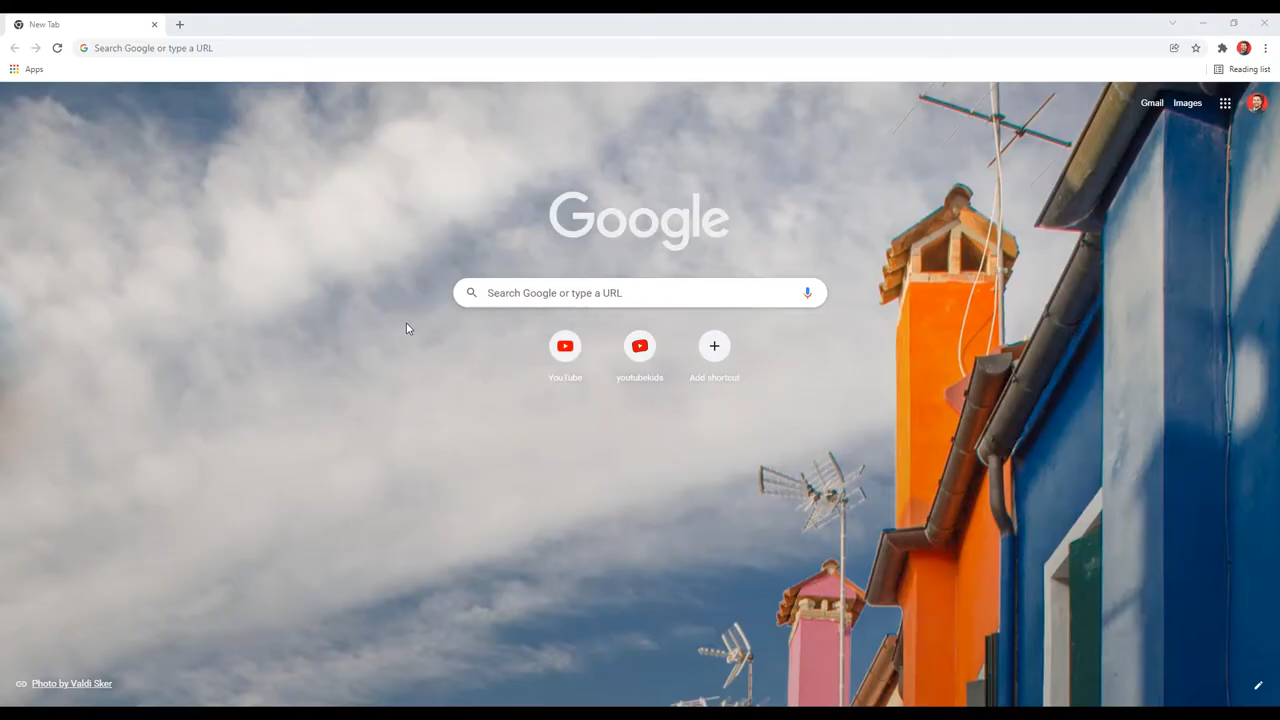 New Tab
Search Google or type a URL
Apps
Reading list
Gmail
Images
Google
Search Google or type a URL
YouTube
youtubekids
Add shortcut
Photo by Valdi Sker